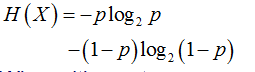 H(X) = −p log₂ p
−(1−p) log₂ (1−p)